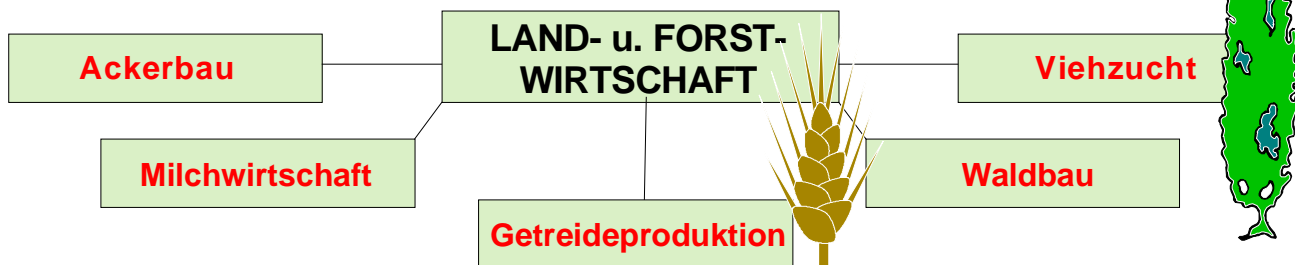 LAND- u. FORST-
WIRTSCHAFT
Ackerbau
Viehzucht
Milchwirtschaft
Waldbau
Getreideproduktion